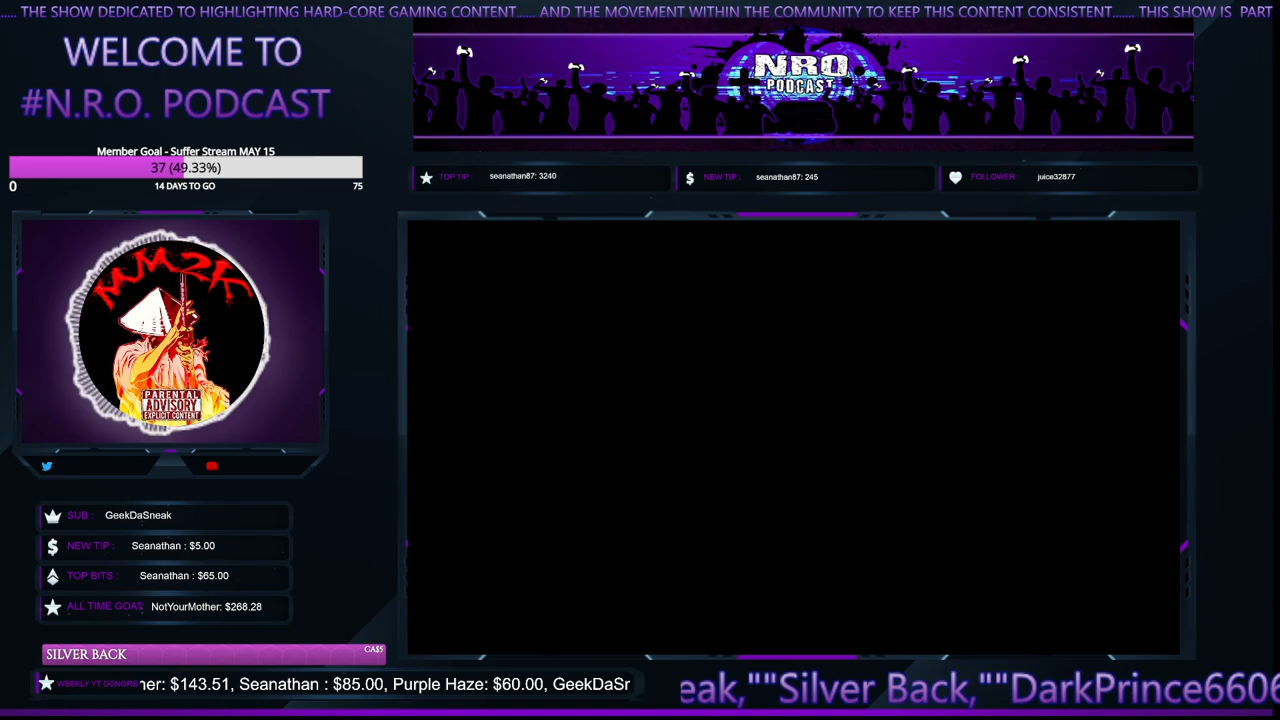 ..... THE SHOW DEDICATED TO HIGHLIGHTING HARD-CORE GAMING CONTENT...... AND THE MOVEMENT WITHIN THE COMMUNITY TO KEEP THIS CONTENT CONSISTENT...... THIS SHOW IS PART
WELCOME TO
#N.R.O. PODCAST
NRO
PODCAST
Member Goal - Suffer Stream MAY 15
37 (49.33%)
0 14 DAYS TO GO 75
TOP TIP : seanathan87: 3240
NEW TIP : seanathan87: 245
FOLLOWER : juice32877
MM2K
PARENTAL
ADVISORY
EXPLICIT CONTENT
SUB : GeekDaSneak
NEW TIP : Seanathan : $5.00
TOP BITS : Seanathan : $65.00
ALL TIME GOAT: NotYourMother: $268.28
SILVER BACK CA$5
WEEKLY YT DONORS her: $143.51, Seanathan : $85.00, Purple Haze: $60.00, GeekDaSr
eak,""Silver Back,""DarkPrince6606